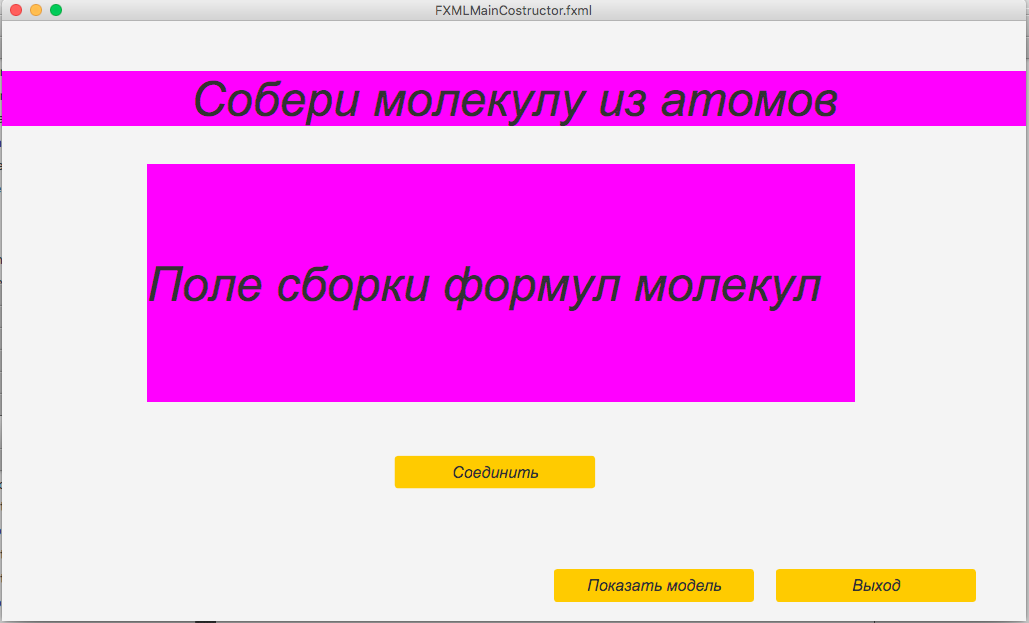 FXMLMainCostructor.fxml
Собери молекулу из атомов
Поле сборки формул молекул
Соединить
Показать модель
Выход